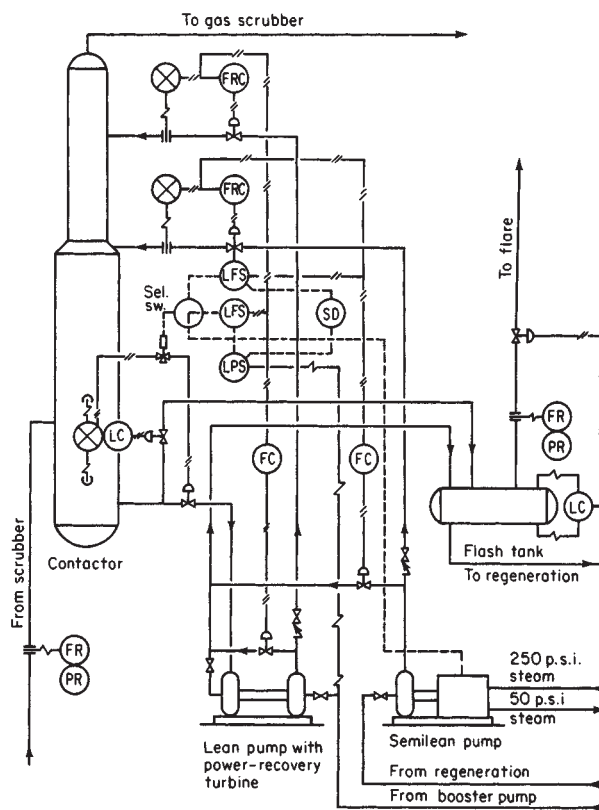 To gas scrubber
FRC
FRC
To flare
LFS
Sel.
sw.
LFS
SD
LPS
FR
PR
LC
FC
FC
LC
Flash tank
To regeneration
Contactor
From scrubber
FR
PR
250 p.s.i.
steam
50 p.s.i
steam
Lean pump with
power-recovery
turbine
Semilean pump
From regeneration
From booster pump